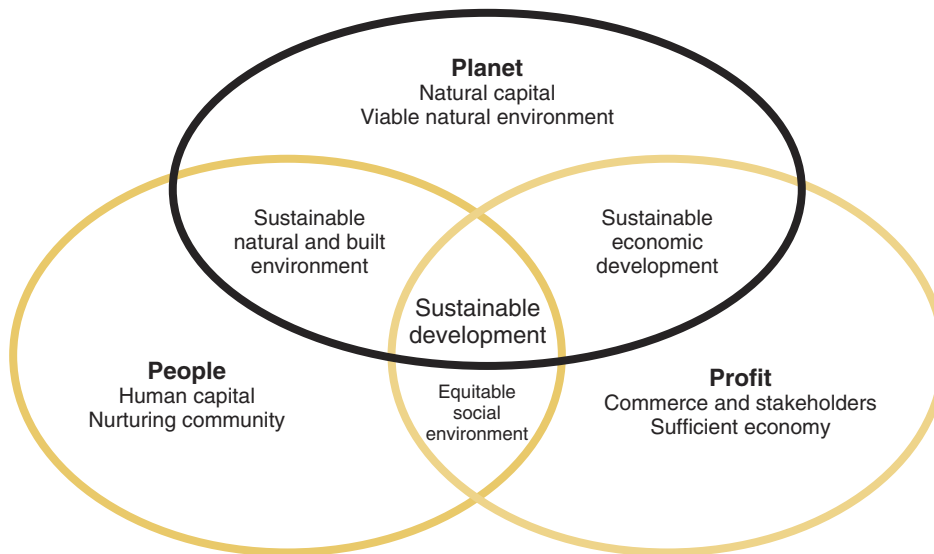 Planet
Natural capital
Viable natural environment
Sustainable
natural and built
environment
Sustainable
economic
development
Sustainable
development
People
Human capital
Nurturing community
Equitable
social
environment
Profit
Commerce and stakeholders
Sufficient economy